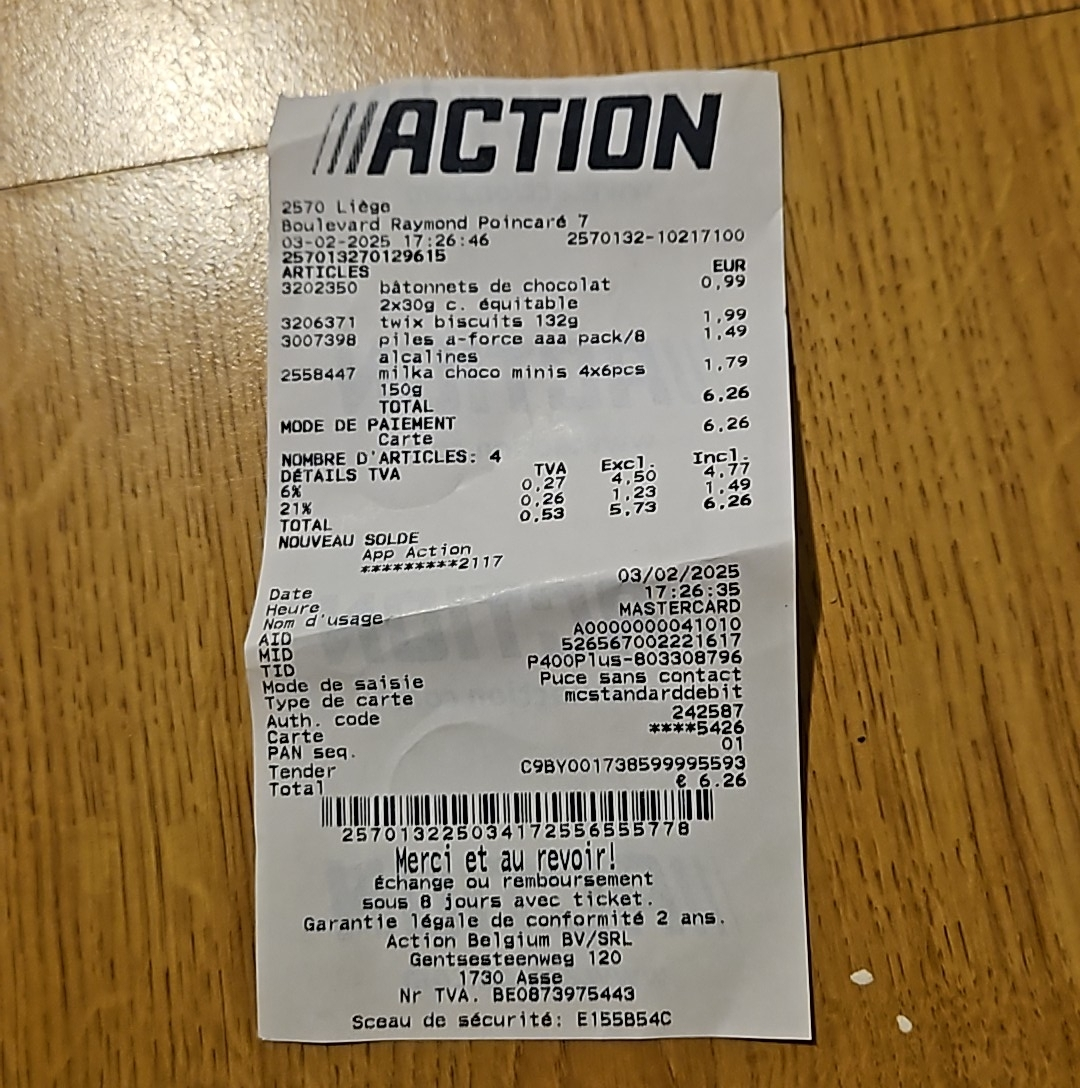 ACTION
2570 Liège
Boulevard Raymond Poincaré 7
03-02-2025 17:26:46 2570132-10217100
257013270129615
ARTICLES EUR
3202350 bâtonnets de chocolat 0,99
2x30g c. équitable
3206371 twix biscuits 132g 1,99
3007398 piles a-force aaa pack/8 1,49
alcalines
2558447 milka choco minis 4x6pcs 1,79
150g
TOTAL 6,26
MODE DE PAIEMENT
Carte 6,26
NOMBRE D'ARTICLES: 4
DÉTAILS TVA TVA Excl. Incl.
6% 0,27 4,50 4,77
21% 0,26 1,23 1,49
TOTAL 0,53 5,73 6,26
NOUVEAU SOLDE
App Action
*********2117
Date 03/02/2025
Heure 17:26:35
Nom d'usage MASTERCARD
AID A0000000041010
MID 526567002221617
TID P400Plus-803308796
Mode de saisie Puce sans contact
Type de carte mcstandarddebit
Auth. code 242587
Carte ****5426
PAN seq. 01
Tender C9BY001738599995593
Total € 6.26
257013225034172556555778
Merci et au revoir!
Échange ou remboursement
sous 8 jours avec ticket.
Garantie légale de conformité 2 ans.
Action Belgium BV/SRL
Gentsesteenweg 120
1730 Asse
Nr TVA. BE0873975443
Sceau de sécurité: E155B54C